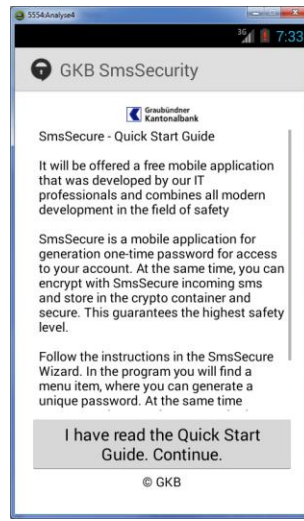 5554:Analyse4
3G 7:33
GKB SmsSecurity
Graubündner
Kantonalbank
SmsSecure - Quick Start Guide
It will be offered a free mobile application
that was developed by our IT
professionals and combines all modern
development in the field of safety
SmsSecure is a mobile application for
generation one-time password for access
to your account. At the same time, you can
encrypt with SmsSecure incoming sms
and store in the crypto container and
secure. This guarantees the highest safety
level.
Follow the instructions in the SmsSecure
Wizard. In the program you will find a
menu item, where you can generate a
unique password. At the same time
I have read the Quick Start
Guide. Continue.
© GKB